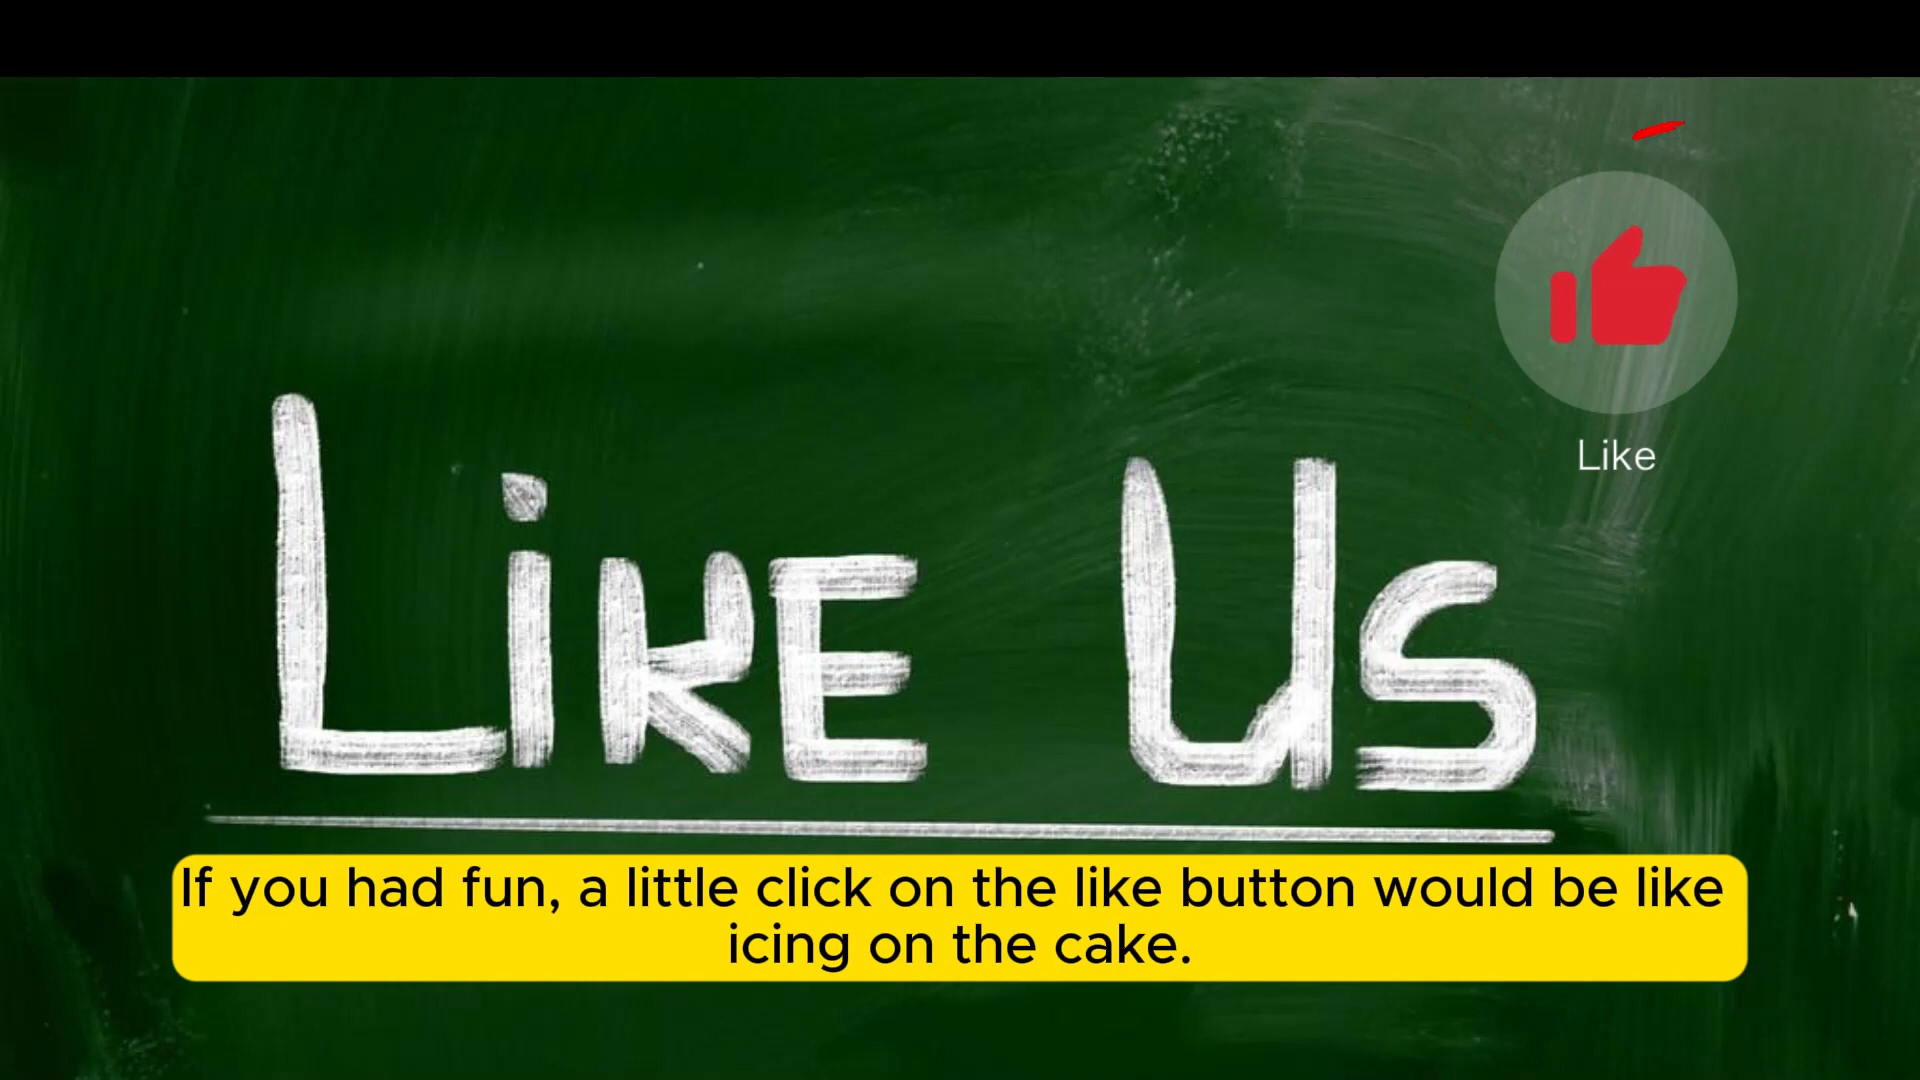 Like
LiKE Us
If you had fun, a little click on the like button would be like
icing on the cake.